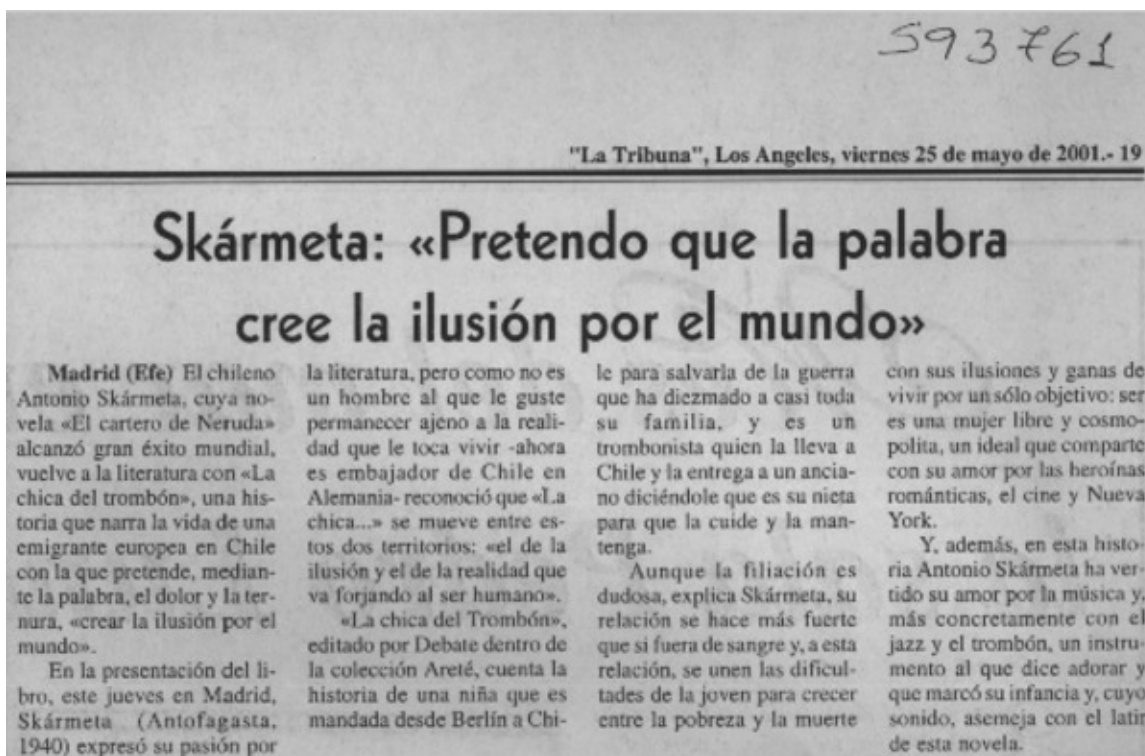 593761
"La Tribuna", Los Angeles, viernes 25 de mayo de 2001.- 19
Skármeta: «Pretendo que la palabra
cree la ilusión por el mundo»
Madrid (Efe) El chileno
Antonio Skármeta, cuya no-
vela «El cartero de Neruda»
alcanzó gran éxito mundial,
vuelve a la literatura con «La
chica del trombón», una his-
toria que narra la vida de una
emigrante europea en Chile
con la que pretende, median-
te la palabra, el dolor y la ter-
nura, «crear la ilusión por el
mundo».
En la presentación del li-
bro, este jueves en Madrid,
Skármeta (Antofagasta,
1940) expresó su pasión por
la literatura, pero como no es
un hombre al que le guste
permanecer ajeno a la reali-
dad que le toca vivir -ahora
es embajador de Chile en
Alemania- reconoció que «La
chica...» se mueve entre es-
tos dos territorios: «el de la
ilusión y el de la realidad que
va forjando al ser humano».
«La chica del Trombón»,
editado por Debate dentro de
la colección Areté, cuenta la
historia de una niña que es
mandada desde Berlín a Chi-
le para salvarla de la guerra
que ha diezmado a casi toda
su familia, y es un
trombonista quien la lleva a
Chile y la entrega a un ancia-
no diciéndole que es su nieta
para que la cuide y la man-
tenga.
Aunque la filiación es
dudosa, explica Skármeta, su
relación se hace más fuerte
que si fuera de sangre y, a esta
relación, se unen las dificul-
tades de la joven para crecer
entre la pobreza y la muerte
con sus ilusiones y ganas de
vivir por un sólo objetivo: ser
es una mujer libre y cosmo-
polita, un ideal que comparte
con su amor por las heroínas
románticas, el cine y Nueva
York.
Y, además, en esta histo-
ria Antonio Skármeta ha ver-
tido su amor por la música y,
más concretamente con el
jazz y el trombón, un instru-
mento al que dice adorar y
que marcó su infancia y, cuyo
sonido, asemeja con el latir
de esta novela.